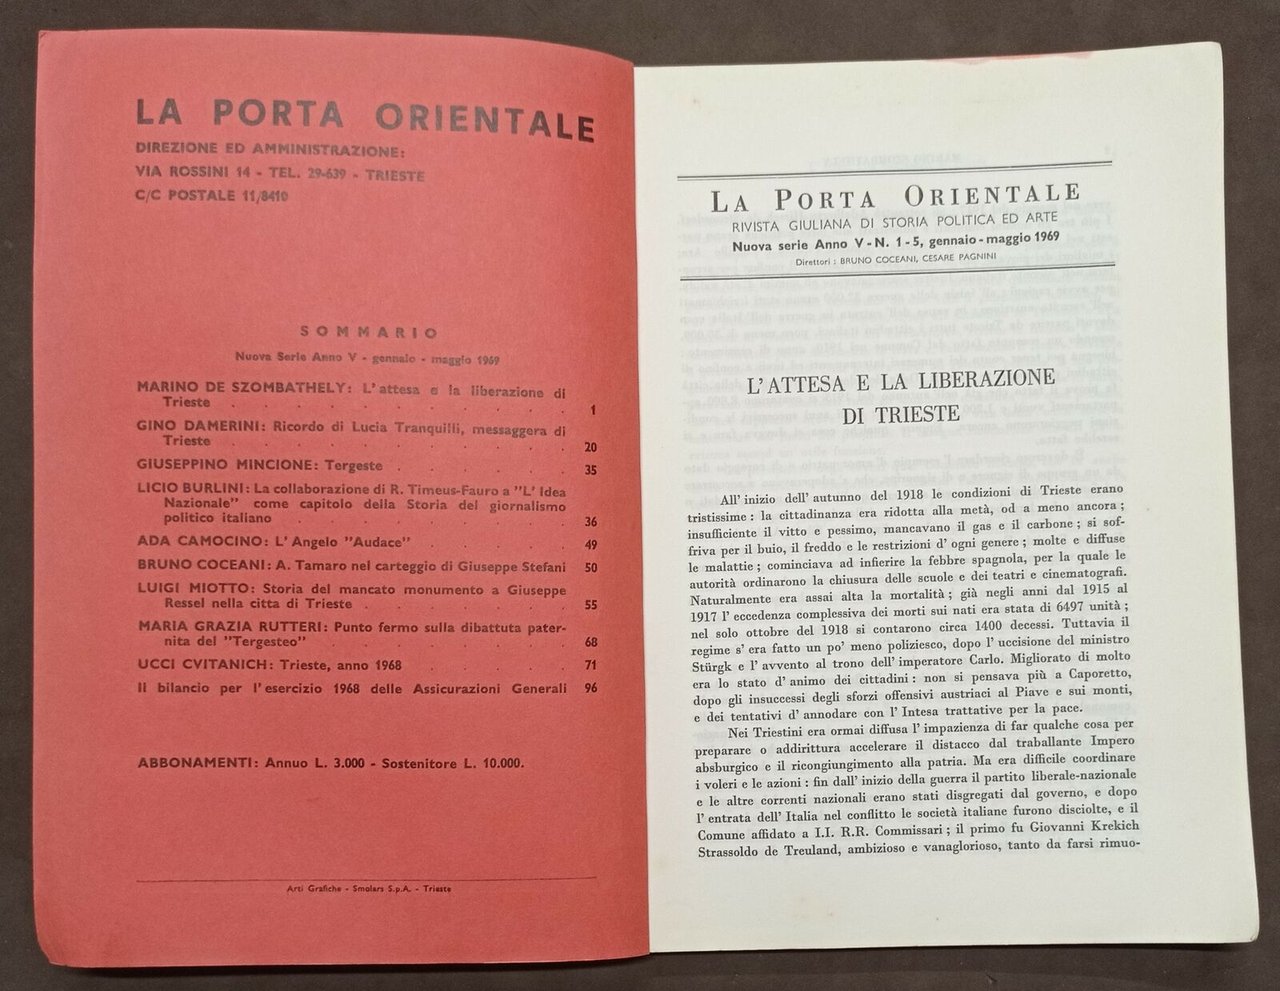 LA PORTA ORIENTALE
DIREZIONE ED AMMINISTRAZIONE:
VIA ROSSINI 14 - TEL. 29-639 - TRIESTE
C/C POSTALE 11/8410
SOMMARIO
Nuova Serie Anno V - gennaio - maggio 1969
MARINO DE SZOMBATHELY: L'attesa e la liberazione di
Trieste . . . . . . . . . . . 1
GINO DAMERINI: Ricordo di Lucia Tranquilli, messaggera di
Trieste . . . . . . . . . . . 20
GIUSEPPINO MINCIONE: Tergeste . . . . . 35
LICIO BURLINI: La collaborazione di R. Timeus-Fauro a "L' Idea
Nazionale" come capitolo della Storia del giornalismo
politico italiano . . . . . . . . . 36
ADA CAMOCINO: L'Angelo "Audace" . . . . 49
BRUNO COCEANI: A. Tamaro nel carteggio di Giuseppe Stefani 50
LUIGI MIOTTO: Storia del mancato monumento a Giuseppe
Ressel nella citta di Trieste . . . . . . 55
MARIA GRAZIA RUTTERI: Punto fermo sulla dibattuta pater-
nita del "Tergesteo" . . . . . . . . 68
UCCI CVITANICH: Trieste, anno 1968 . . . . 71
Il bilancio per l'esercizio 1968 delle Assicurazioni Generali 96
ABBONAMENTI: Annuo L. 3.000 - Sostenitore L. 10.000.
Arti Grafiche - Smolars S.p.A. - Trieste
LA PORTA ORIENTALE
RIVISTA GIULIANA DI STORIA POLITICA ED ARTE
Nuova serie Anno V - N. 1 - 5, gennaio - maggio 1969
Direttori : BRUNO COCEANI, CESARE PAGNINI
L'ATTESA E LA LIBERAZIONE
DI TRIESTE
All' inizio dell' autunno del 1918 le condizioni di Trieste erano
tristissime : la cittadinanza era ridotta alla metà, od a meno ancora ;
insufficiente il vitto e pessimo, mancavano il gas e il carbone ; si sof-
friva per il buio, il freddo e le restrizioni d' ogni genere ; molte e diffuse
le malattie ; cominciava ad infierire la febbre spagnola, per la quale le
autorità ordinarono la chiusura delle scuole e dei teatri e cinematografi.
Naturalmente era assai alta la mortalità ; già negli anni dal 1915 al
1917 l' eccedenza complessiva dei morti sui nati era stata di 6497 unità ;
nel solo ottobre del 1918 si contarono circa 1400 decessi. Tuttavia il
regime s' era fatto un po' meno poliziesco, dopo l' uccisione del ministro
Stürgk e l' avvento al trono dell' imperatore Carlo. Migliorato di molto
era lo stato d' animo dei cittadini : non si pensava più a Caporetto,
dopo gli insuccessi degli sforzi offensivi austriaci al Piave e sui monti,
e dei tentativi d' annodare con l' Intesa trattative per la pace.
Nei Triestini era ormai diffusa l' impazienza di far qualche cosa per
preparare o addirittura accelerare il distacco dal traballante Impero
absburgico e il ricongiungimento alla patria. Ma era difficile coordinare
i voleri e le azioni : fin dall' inizio della guerra il partito liberale-nazionale
e le altre correnti nazionali erano stati disgregati dal governo, e dopo
l' entrata dell' Italia nel conflitto le società italiane furono disciolte, e il
Comune affidato a I.I. R.R. Commissari ; il primo fu Giovanni Krekich
Strassoldo de Treuland, ambizioso e vanaglorioso, tanto da farsi rimuo-